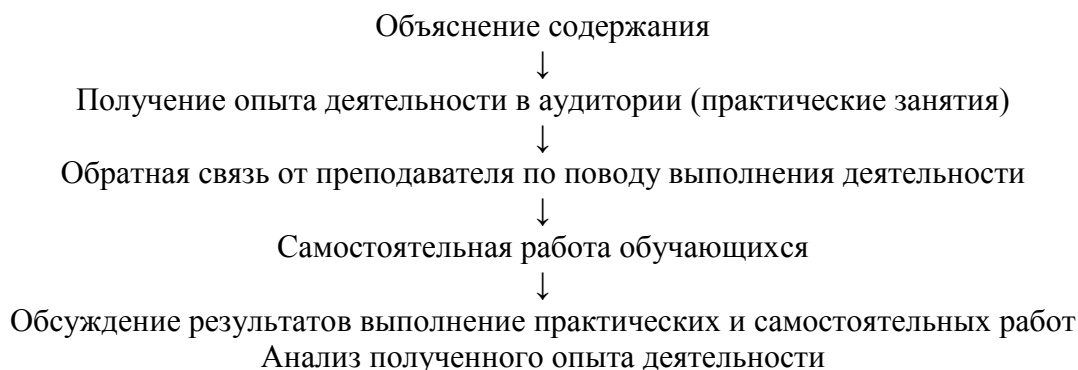 Объяснение содержания
↓
Получение опыта деятельности в аудитории (практические занятия)
↓
Обратная связь от преподавателя по поводу выполнения деятельности
↓
Самостоятельная работа обучающихся
↓
Обсуждение результатов выполнение практических и самостоятельных работ
Анализ полученного опыта деятельности